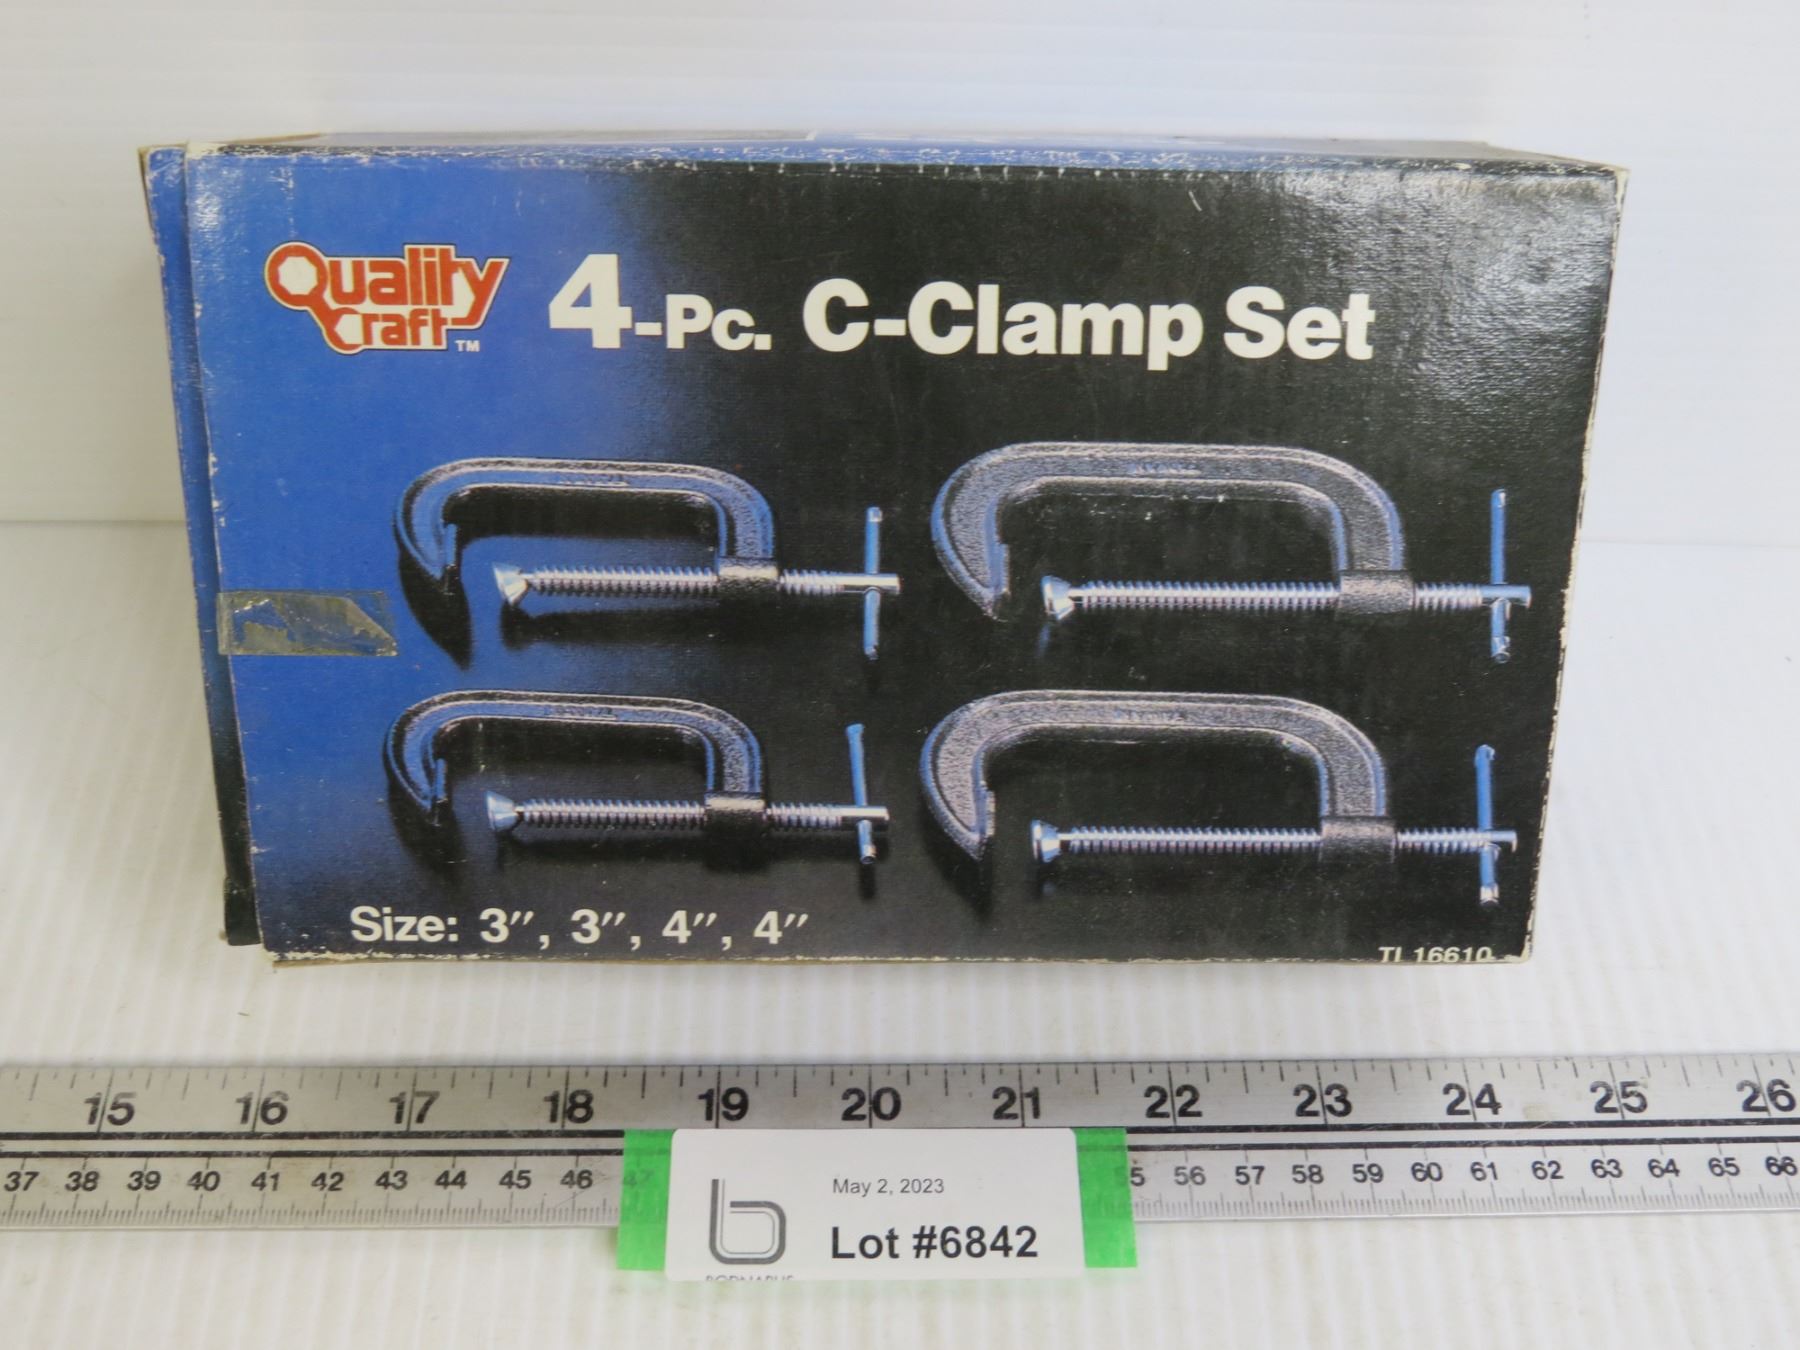 Quality
Craft
TM
4-Pc. C-Clamp Set
Size: 3", 3", 4", 4"
TI 16610
15 16 17 18 19 20 21 22 23 24 25 26
37 38 39 40 41 42 43 44 45 46 47 55 56 57 58 59 60 61 62 63 64 65 66
May 2, 2023
Lot #6842